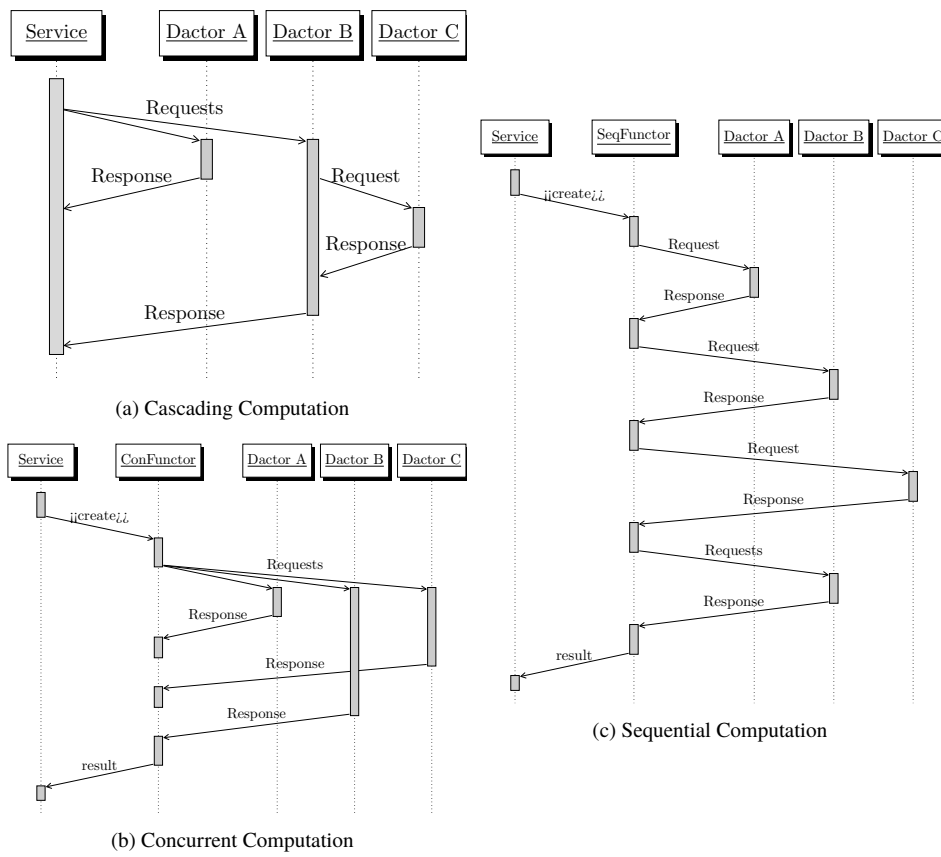 Service
Dactor A
Dactor B
Dactor C
Requests
Response
Request
Response
Response
(a) Cascading Computation
Service
ConFunctor
Dactor A
Dactor B
Dactor C
¡¡create¿¿
Requests
Response
Response
Response
result
(b) Concurrent Computation
Service
SeqFunctor
Dactor A
Dactor B
Dactor C
¡¡create¿¿
Request
Response
Request
Response
Request
Response
Requests
Response
result
(c) Sequential Computation